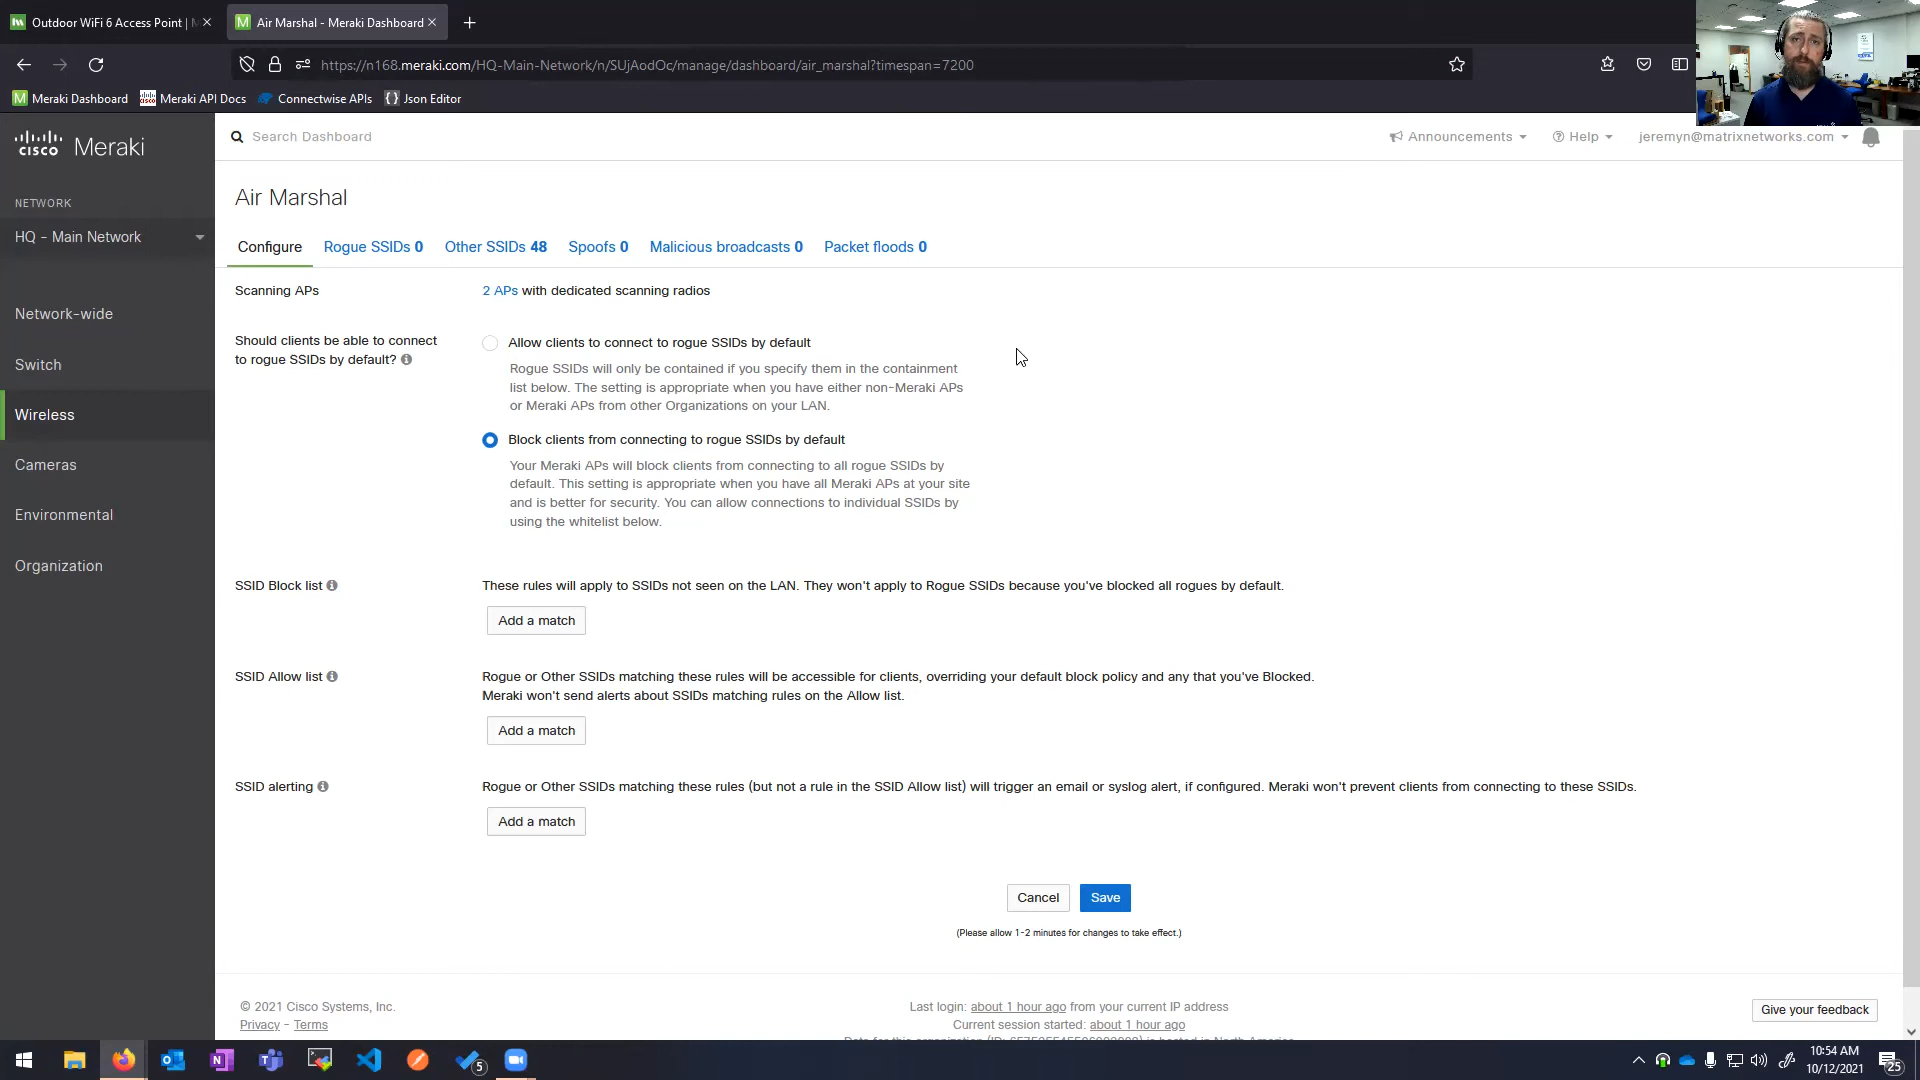 Outdoor WiFi 6 Access Point |
Air Marshal - Meraki Dashboard
https://n168.meraki.com/HQ-Main-Network/n/SUjAodOc/manage/dashboard/air_marshal?timespan=7200
Meraki Dashboard
Meraki API Docs
Connectwise APIs
Json Editor
cisco Meraki
Search Dashboard
Announcements
Help
jeremyn@matrixnetworks.com
NETWORK
HQ - Main Network
Network-wide
Switch
Wireless
Cameras
Environmental
Organization
Air Marshal
Configure Rogue SSIDs 0 Other SSIDs 48 Spoofs 0 Malicious broadcasts 0 Packet floods 0
Scanning APs
2 APs with dedicated scanning radios
Should clients be able to connect
to rogue SSIDs by default?
Allow clients to connect to rogue SSIDs by default
Rogue SSIDs will only be contained if you specify them in the containment
list below. The setting is appropriate when you have either non-Meraki APs
or Meraki APs from other Organizations on your LAN.
Block clients from connecting to rogue SSIDs by default
Your Meraki APs will block clients from connecting to all rogue SSIDs by
default. This setting is appropriate when you have all Meraki APs at your site
and is better for security. You can allow connections to individual SSIDs by
using the whitelist below.
SSID Block list
These rules will apply to SSIDs not seen on the LAN. They won't apply to Rogue SSIDs because you've blocked all rogues by default.
Add a match
SSID Allow list
Rogue or Other SSIDs matching these rules will be accessible for clients, overriding your default block policy and any that you've Blocked.
Meraki won't send alerts about SSIDs matching rules on the Allow list.
Add a match
SSID alerting
Rogue or Other SSIDs matching these rules (but not a rule in the SSID Allow list) will trigger an email or syslog alert, if configured. Meraki won't prevent clients from connecting to these SSIDs.
Add a match
Cancel
Save
(Please allow 1-2 minutes for changes to take effect.)
© 2021 Cisco Systems, Inc.
Privacy - Terms
Last login: about 1 hour ago from your current IP address
Current session started: about 1 hour ago
Give your feedback
5
10:54 AM
10/12/2021
25